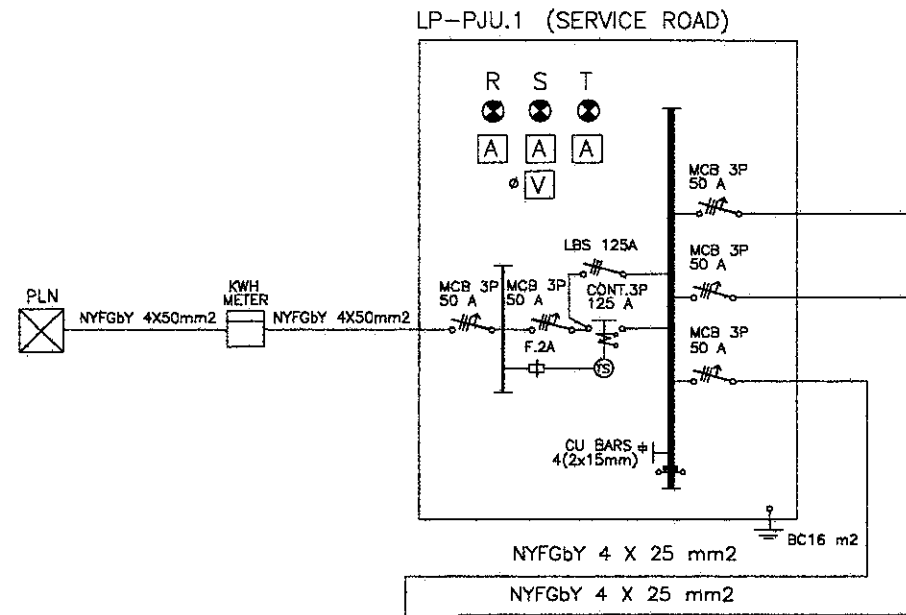 LP-PJU.1 (SERVICE ROAD)
R S T
A A A
ø V
MCB 3P
50 A
LBS 125A
MCB 3P
50 A
PLN
KWH
METER
NYFGbY 4X50mm2
NYFGbY 4X50mm2
MCB 3P
50 A
MCB 3P
50 A
CONT.3P
125 A
MCB 3P
50 A
F.2A
TS
CU BARS
4(2x15mm)
BC16 m2
NYFGbY 4 X 25 mm2
NYFGbY 4 X 25 mm2